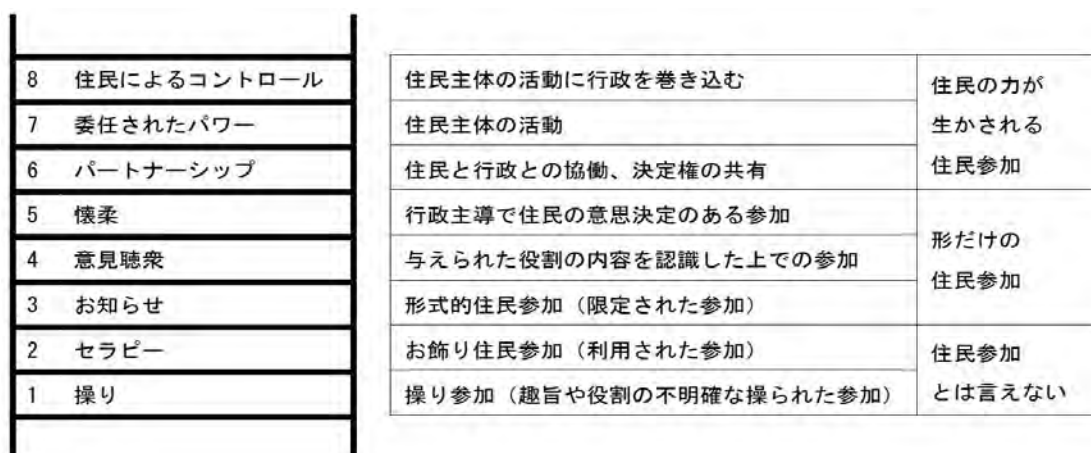 8 住民によるコントロール 住民主体の活動に行政を巻き込む
7 委任されたパワー 住民主体の活動
6 パートナーシップ 住民と行政との協働、決定権の共有
住民の力が
生かされる
住民参加
5 懐柔 行政主導で住民の意思決定のある参加
4 意見聴衆 与えられた役割の内容を認識した上での参加
3 お知らせ 形式的住民参加（限定された参加）
形だけの
住民参加
2 セラピー お飾り住民参加（利用された参加）
1 操り 操り参加（趣旨や役割の不明確な操られた参加）
住民参加
とは言えない